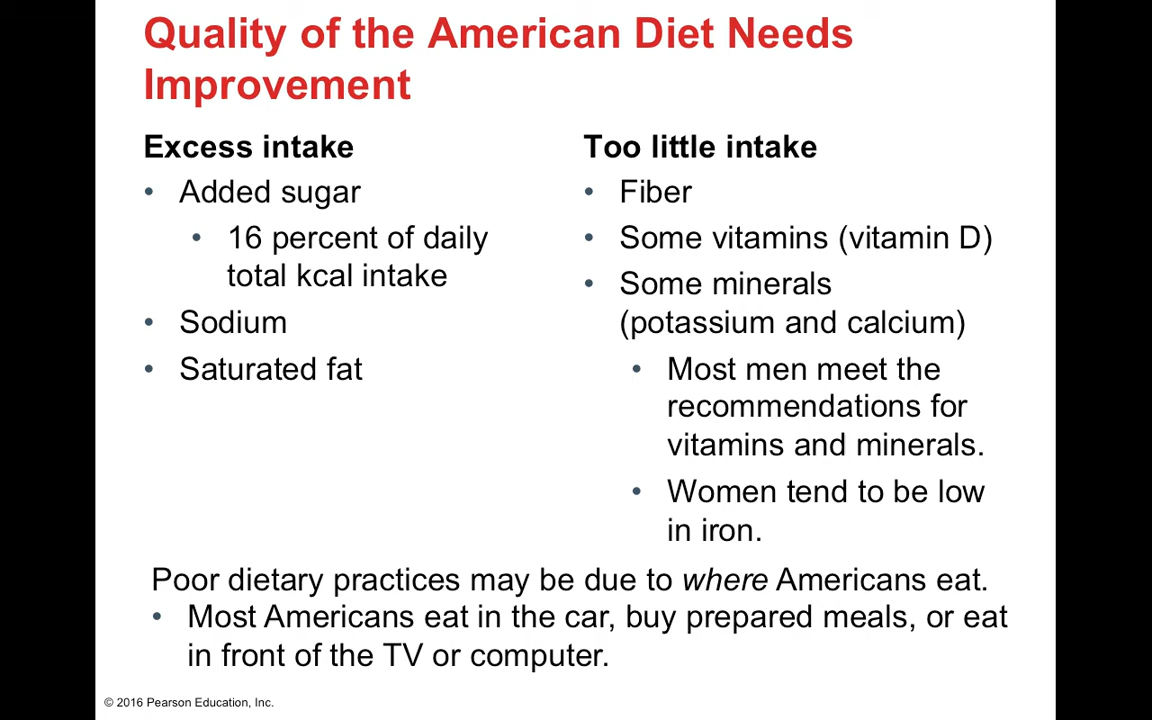 Quality of the American Diet Needs
Improvement
Excess intake
• Added sugar
• 16 percent of daily
total kcal intake
• Sodium
• Saturated fat
Too little intake
• Fiber
• Some vitamins (vitamin D)
• Some minerals
(potassium and calcium)
• Most men meet the
recommendations for
vitamins and minerals.
• Women tend to be low
in iron.
Poor dietary practices may be due to where Americans eat.
• Most Americans eat in the car, buy prepared meals, or eat
in front of the TV or computer.
© 2016 Pearson Education, Inc.